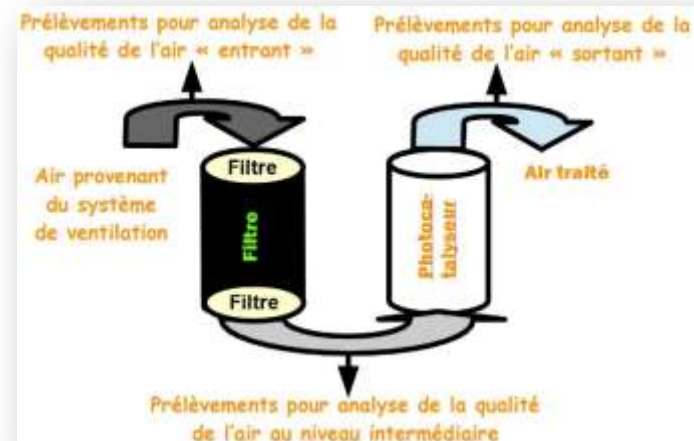 Prélèvements pour analyse de la
qualité de l'air « entrant »
Prélèvements pour analyse de la
qualité de l'air « sortant »
Air provenant
du système
de ventilation
Filtre
Filtre
Filtre
Photoca-
talyseur
Air traité
Prélèvements pour analyse de la qualité
de l'air au niveau intermédiaire